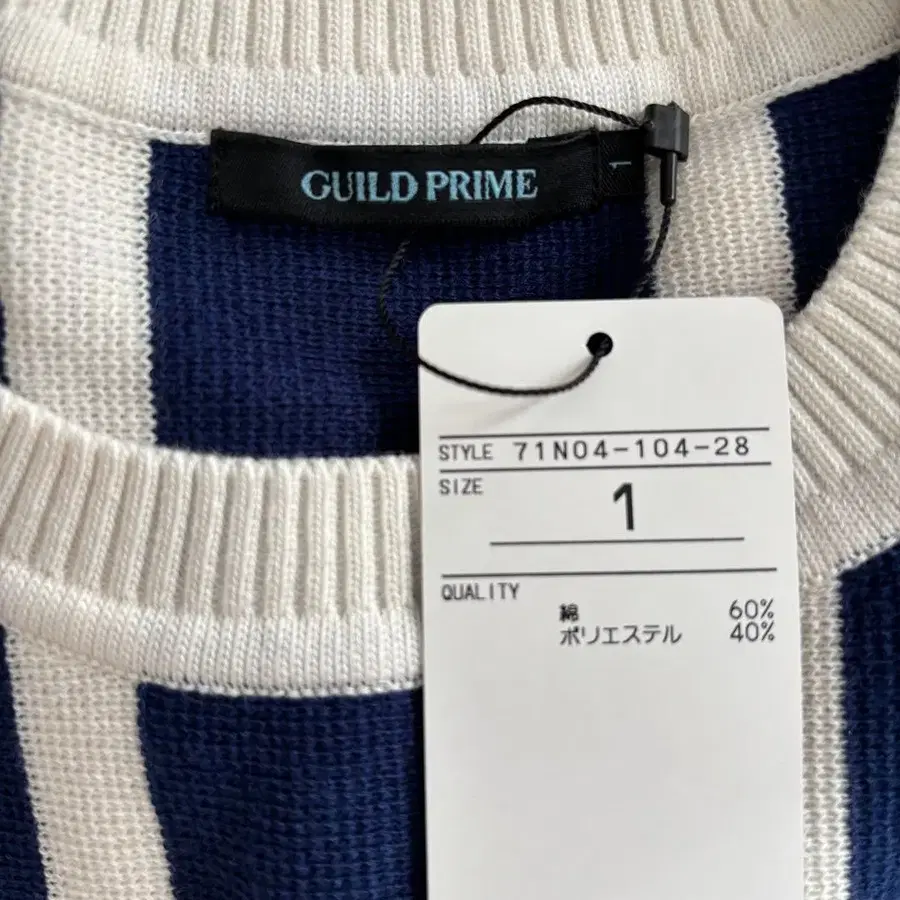 GUILD PRIME
1
STYLE 71N04-104-28
SIZE
1
QUALITY
綿 60%
ポリエステル 40%